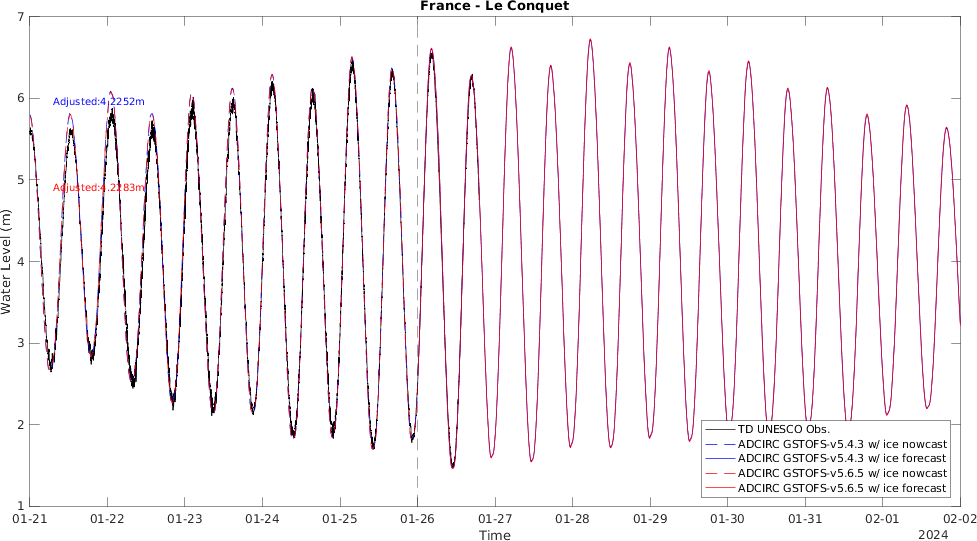 France - Le Conquet
7
6
5
4
3
2
1
Water Level (m)
Adjusted:4.2252m
Adjusted:4.2283m
TD UNESCO Obs.
ADCIRC GSTOFS-v5.4.3 w/ ice nowcast
ADCIRC GSTOFS-v5.4.3 w/ ice forecast
ADCIRC GSTOFS-v5.6.5 w/ ice nowcast
ADCIRC GSTOFS-v5.6.5 w/ ice forecast
01-21 01-22 01-23 01-24 01-25 01-26 01-27 01-28 01-29 01-30 01-31 02-01 02-02
Time
2024